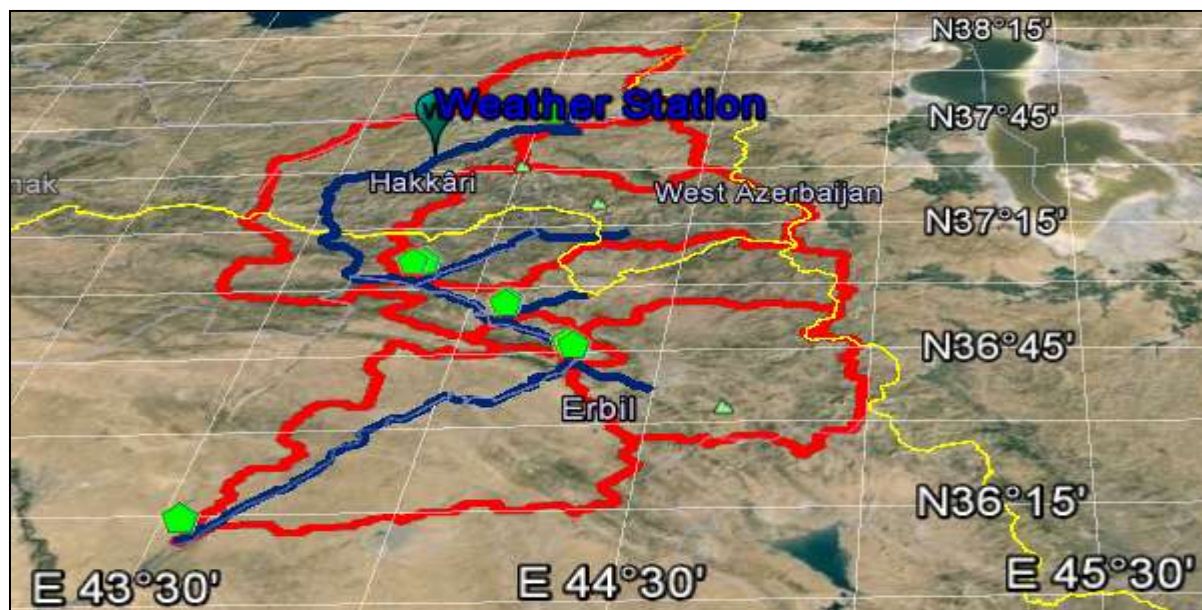 N38°15'
Weather Station
N37°45'
nak
Hakkâri
West Azerbaijan
N37°15'
N36°45'
Erbil
N36°15'
E 43°30'
E 44°30'
E 45°30'